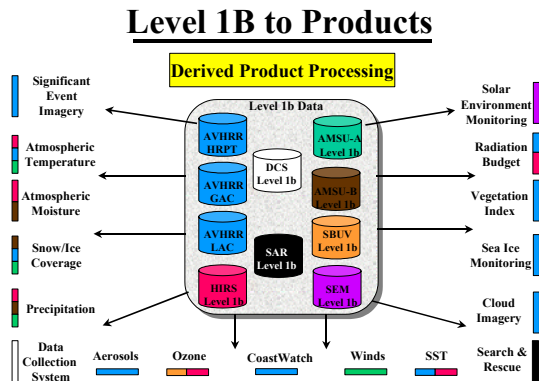 Level 1B to Products
Derived Product Processing
Level 1b Data
Significant
Event
Imagery
Atmospheric
Temperature
Atmospheric
Moisture
Snow/Ice
Coverage
Precipitation
Data
Collection
System
AVHRR
HRPT
AVHRR
GAC
AVHRR
LAC
HIRS
Level 1b
DCS
Level 1b
SAR
Level 1b
AMSU-A
Level 1b
AMSU-B
Level 1b
SBUV
Level 1b
SEM
Level 1b
Solar
Environment
Monitoring
Radiation
Budget
Vegetation
Index
Sea Ice
Monitoring
Cloud
Imagery
Search &
Rescue
Aerosols
Ozone
CoastWatch
Winds
SST